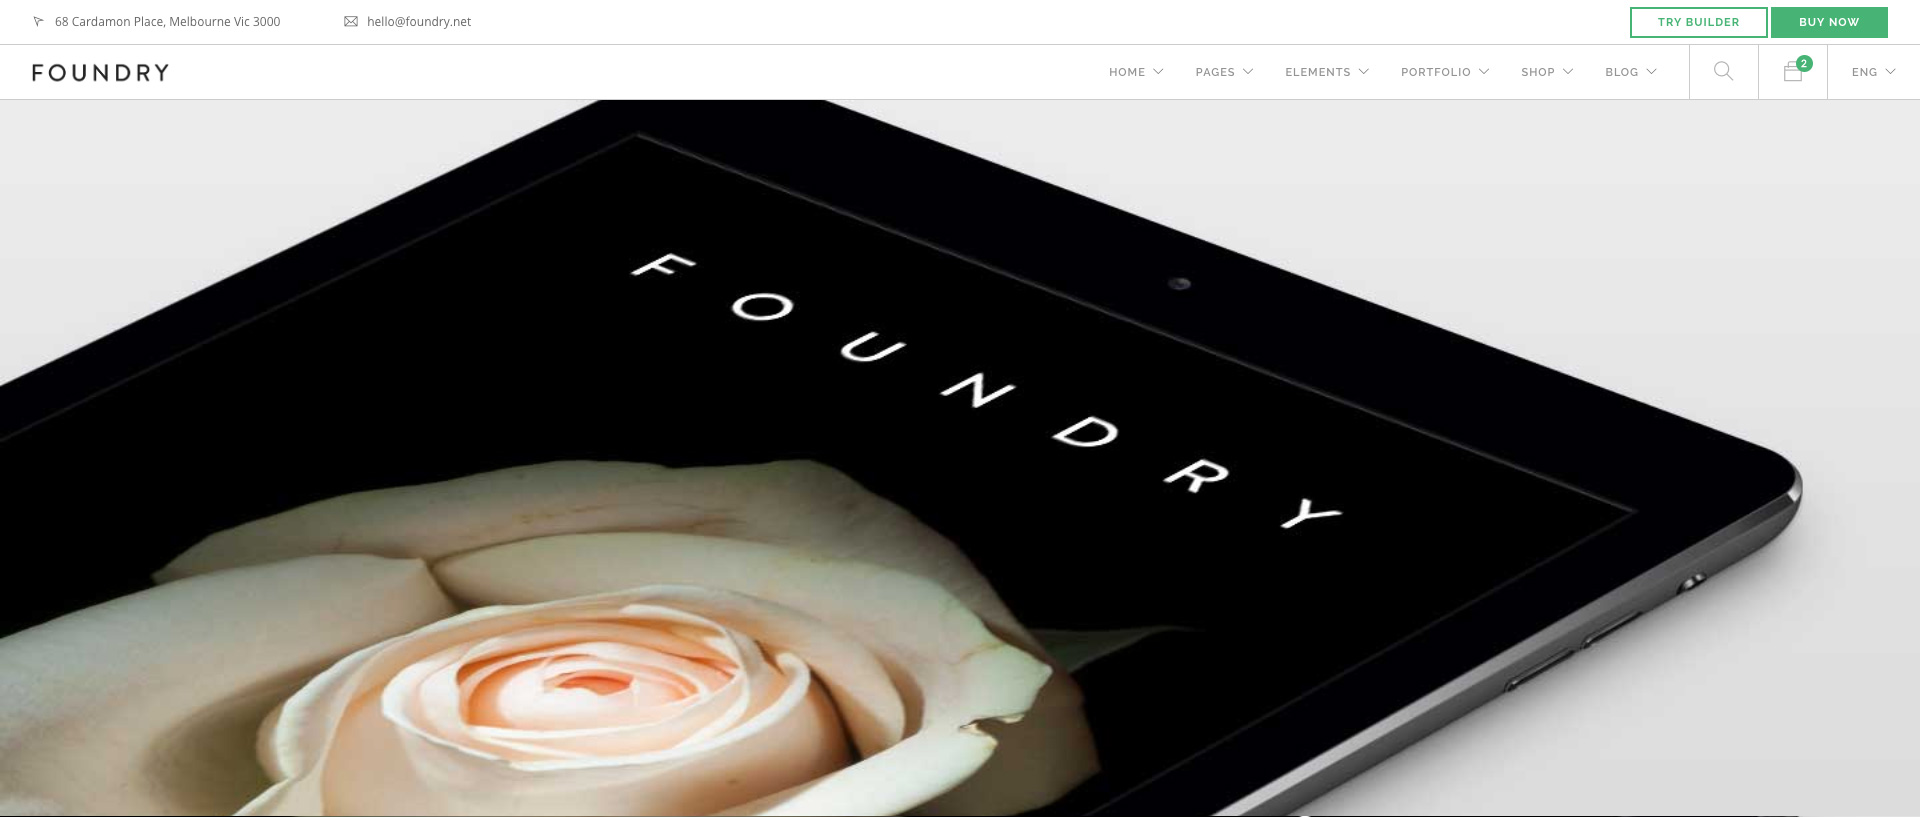 68 Cardamon Place, Melbourne Vic 3000
hello@foundry.net
TRY BUILDER
BUY NOW
FOUNDRY
HOME
PAGES
ELEMENTS
PORTFOLIO
SHOP
BLOG
2
ENG
FOUNDRY